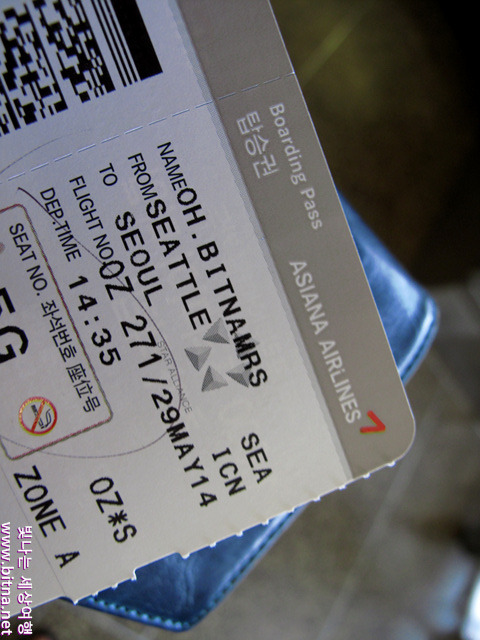 Boarding Pass
탑승권
ASIANA AIRLINES
NAME OH.BITNAMRS
FROM SEATTLE SEA
TO SEOUL ICN
FLIGHT NO. OZ 271/29MAY14
DEP.TIME 14:35 OZ*S
STAR ALLIANCE
SEAT NO. 좌석번호 座位号
G
ZONE A
빛나는 세상여행
www.bitna.net